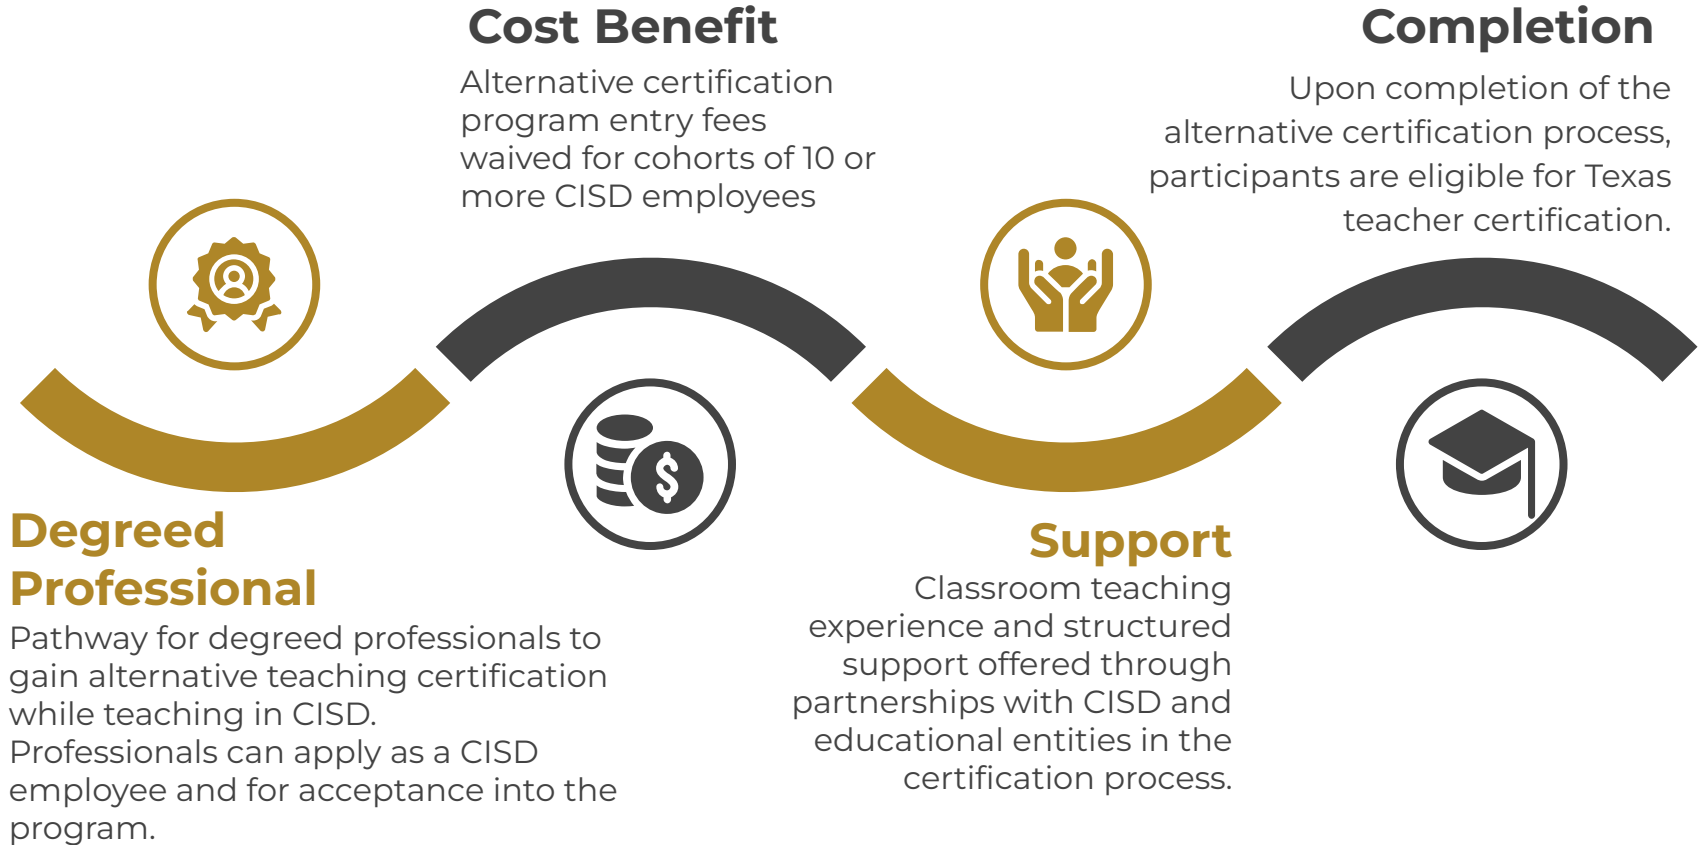 Cost Benefit
Alternative certification
program entry fees
waived for cohorts of 10 or
more CISD employees
Completion
Upon completion of the
alternative certification process,
participants are eligible for Texas
teacher certification.
$
Degreed
Professional
Pathway for degreed professionals to
gain alternative teaching certification
while teaching in CISD.
Professionals can apply as a CISD
employee and for acceptance into the
program.
Support
Classroom teaching
experience and structured
support offered through
partnerships with CISD and
educational entities in the
certification process.